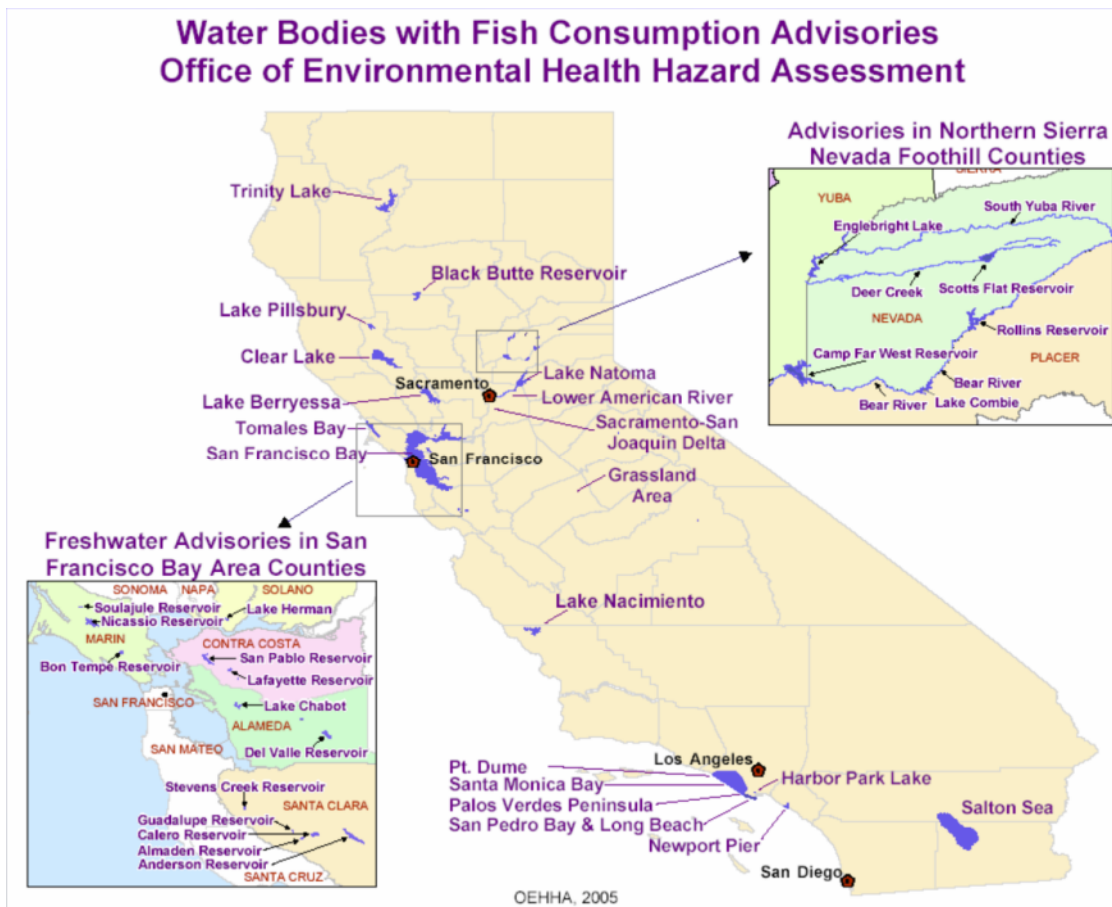 Water Bodies with Fish Consumption Advisories
Office of Environmental Health Hazard Assessment
Advisories in Northern Sierra
Nevada Foothill Counties
SIERRA
YUBA
South Yuba River
Englebright Lake
Deer Creek
Scotts Flat Reservoir
NEVADA
Rollins Reservoir
Camp Far West Reservoir
PLACER
Bear River
Bear River
Lake Combie
Trinity Lake
Black Butte Reservoir
Lake Pillsbury
Clear Lake
Sacramento
Lake Natoma
Lake Berryessa
Lower American River
Tomales Bay
Sacramento-San
Joaquin Delta
San Francisco Bay
San Francisco
Grassland
Area
Freshwater Advisories in San
Francisco Bay Area Counties
SONOMA
NAPA
SOLANO
Soulajule Reservoir
Lake Herman
Nicassio Reservoir
MARIN
CONTRA COSTA
Bon Tempe Reservoir
San Pablo Reservoir
Lafayette Reservoir
SAN FRANCISCO
Lake Chabot
ALAMEDA
SAN MATEO
Del Valle Reservoir
Stevens Creek Reservoir
SANTA CLARA
Guadalupe Reservoir
Calero Reservoir
Almaden Reservoir
Anderson Reservoir
SANTA CRUZ
Lake Nacimiento
Los Angeles
Pt. Dume
Santa Monica Bay
Harbor Park Lake
Palos Verdes Peninsula
San Pedro Bay & Long Beach
Newport Pier
Salton Sea
San Diego
OEHHA, 2005